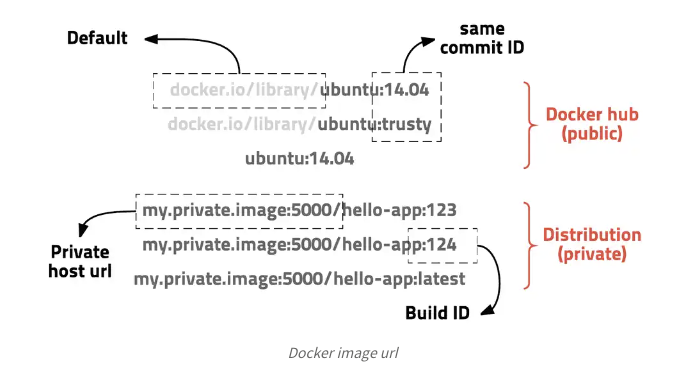 Default
same
commit ID
docker.io/library/ubuntu:14.04
docker.io/library/ubuntu:trusty
ubuntu:14.04
Docker hub
(public)
my.private.image:5000/hello-app:123
my.private.image:5000/hello-app:124
my.private.image:5000/hello-app:latest
Private
host url
Distribution
(private)
Build ID
Docker image url